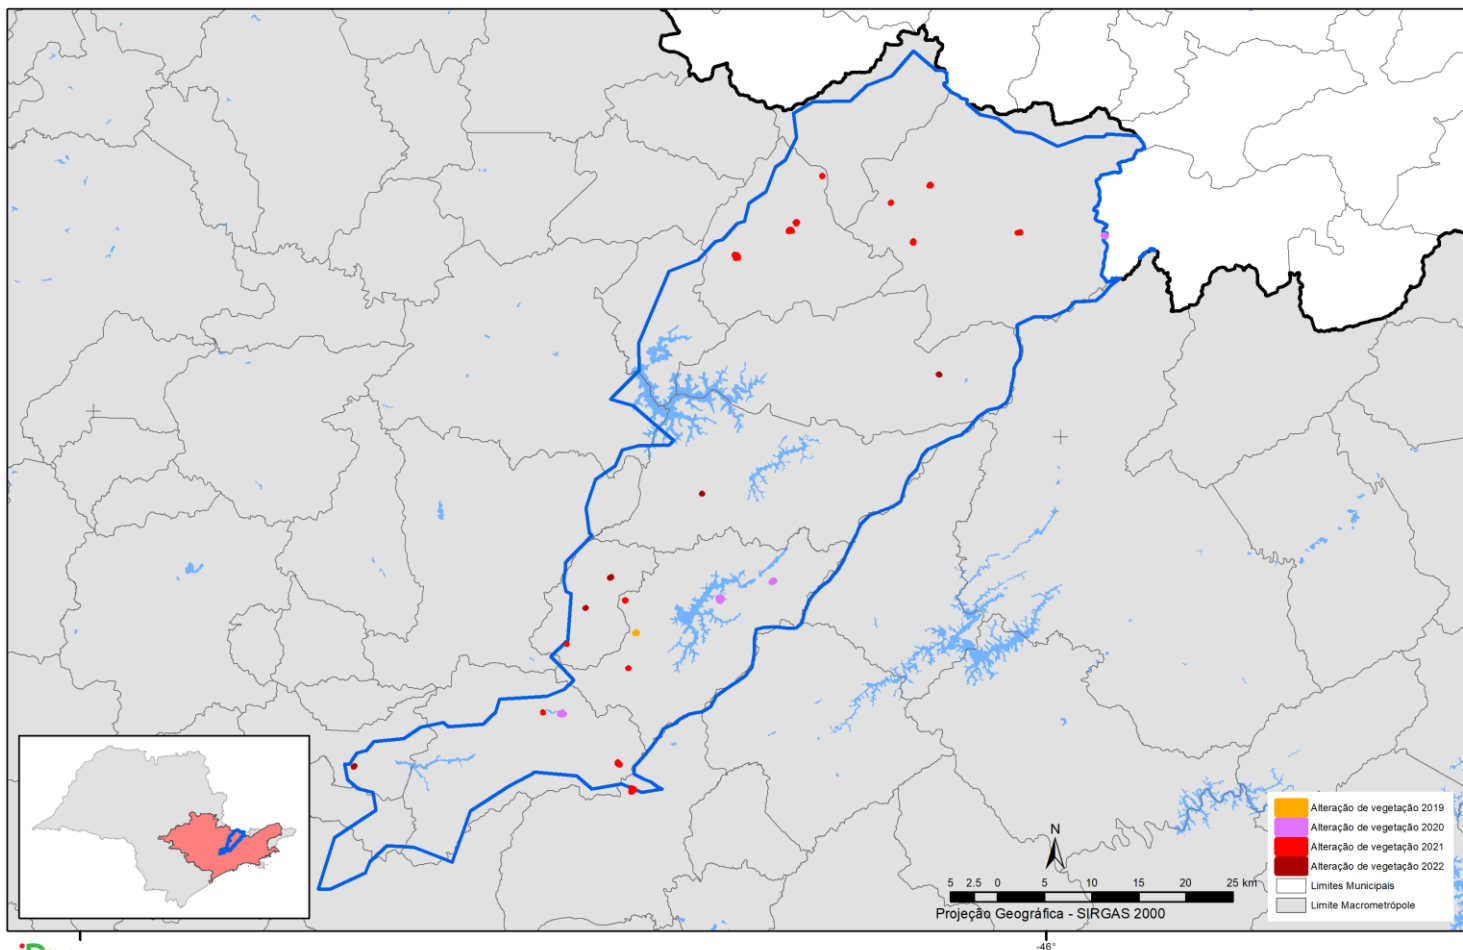 Alteração de vegetação 2019
Alteração de vegetação 2020
Alteração de vegetação 2021
Alteração de vegetação 2022
Limites Municipais
Limite Macrometrópole
N
5 2.5 0 5 10 15 20 25 km
Projeção Geográfica - SIRGAS 2000
-46°